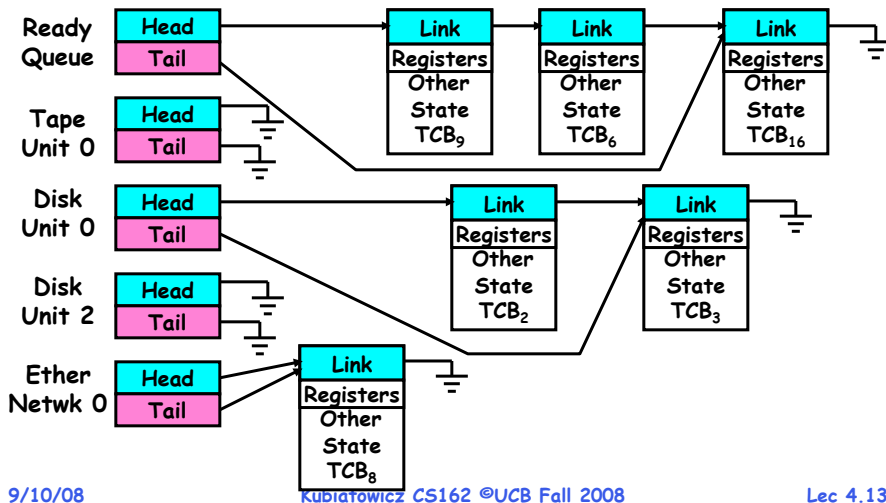 Ready Queue
Head
Tail
Link
Registers
Other
State
TCB₉
Link
Registers
Other
State
TCB₆
Link
Registers
Other
State
TCB₁₆
Tape Unit 0
Head
Tail
Disk Unit 0
Head
Tail
Link
Registers
Other
State
TCB₂
Link
Registers
Other
State
TCB₃
Disk Unit 2
Head
Tail
Ether Netwk 0
Head
Tail
Link
Registers
Other
State
TCB₈
9/10/08
Kubiatowicz CS162 ©UCB Fall 2008
Lec 4.13